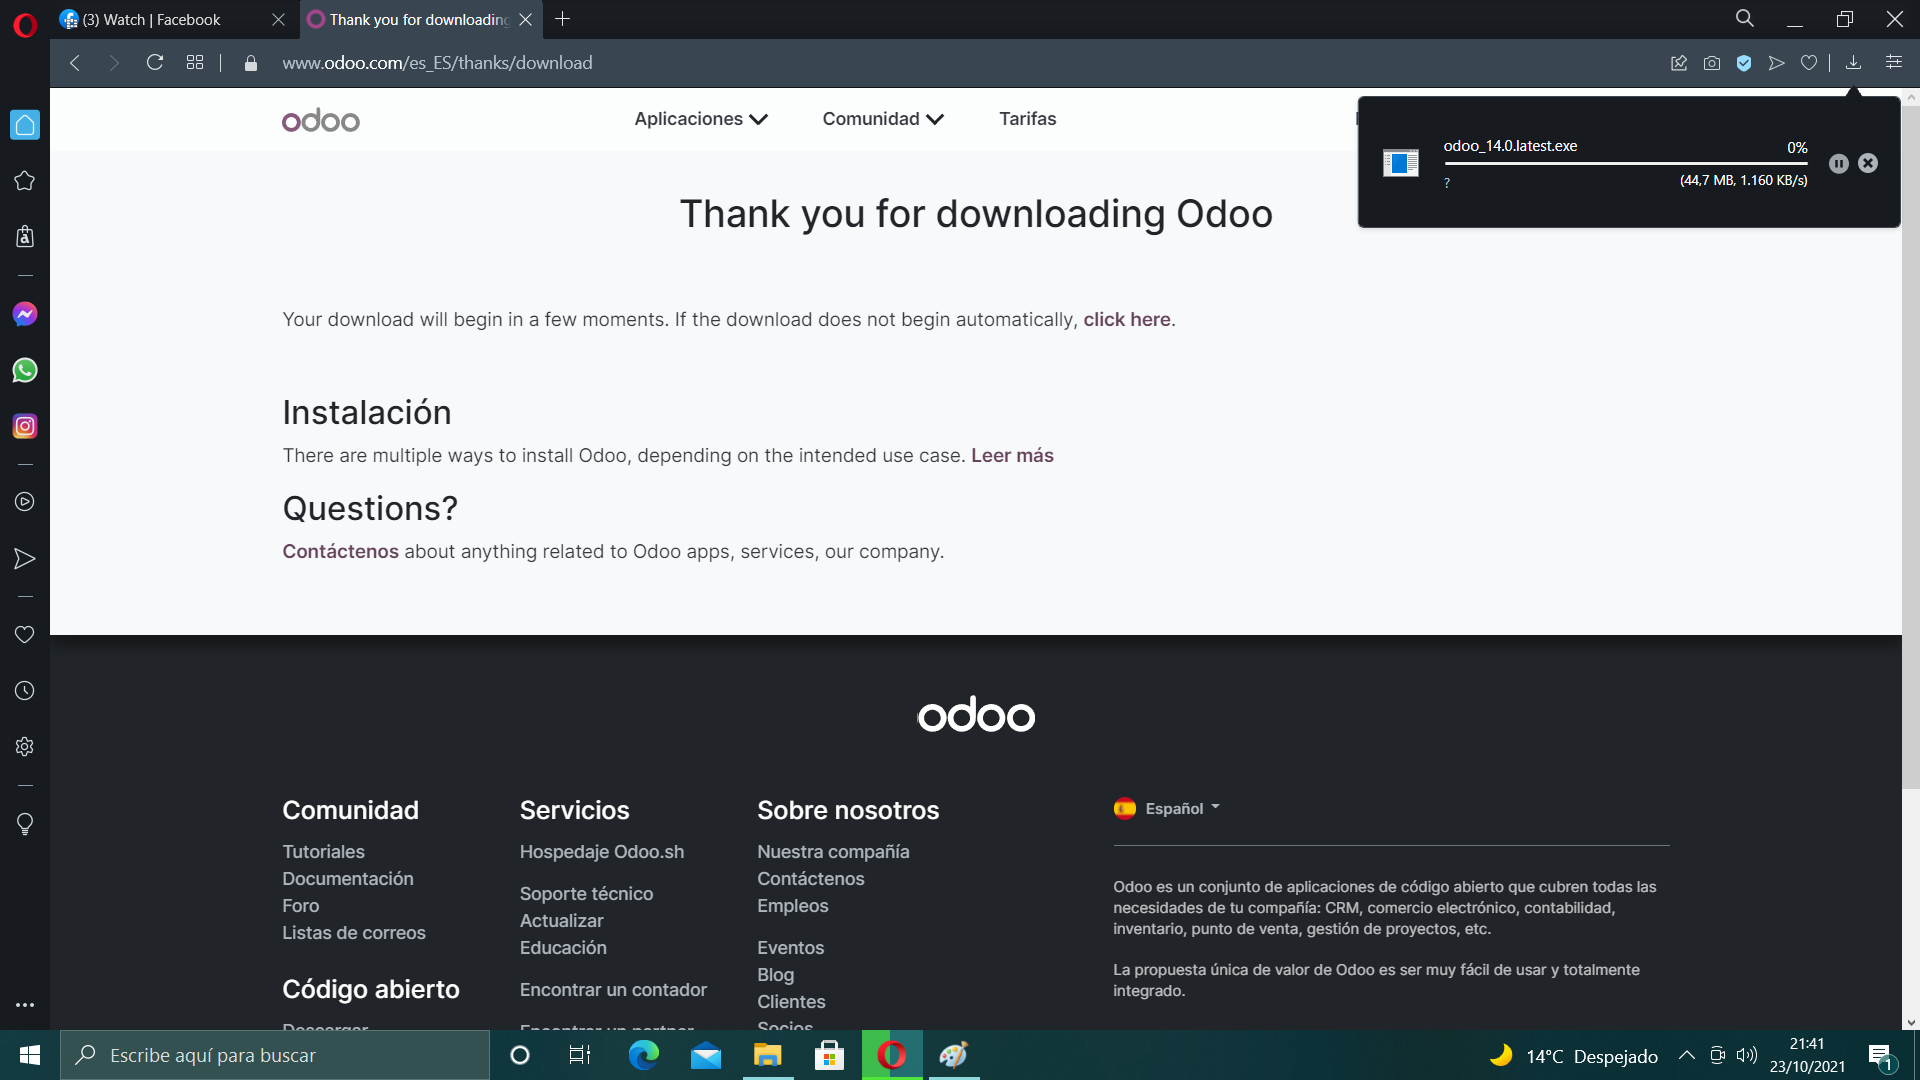 (3) Watch | Facebook
Thank you for downloading
www.odoo.com/es_ES/thanks/download
odoo
Aplicaciones
Comunidad
Tarifas
odoo_14.0.latest.exe
0%
?
(44,7 MB, 1.160 KB/s)
Thank you for downloading Odoo
Your download will begin in a few moments. If the download does not begin automatically, click here.
Instalación
There are multiple ways to install Odoo, depending on the intended use case. Leer más
Questions?
Contáctenos about anything related to Odoo apps, services, our company.
odoo
Comunidad
Tutoriales
Documentación
Foro
Listas de correos
Código abierto
Descargar
Servicios
Hospedaje Odoo.sh
Soporte técnico
Actualizar
Educación
Encontrar un contador
Encontrar un partner
Sobre nosotros
Nuestra compañía
Contáctenos
Empleos
Eventos
Blog
Clientes
Socios
Español
Odoo es un conjunto de aplicaciones de código abierto que cubren todas las
necesidades de tu compañía: CRM, comercio electrónico, contabilidad,
inventario, punto de venta, gestión de proyectos, etc.
La propuesta única de valor de Odoo es ser muy fácil de usar y totalmente
integrado.
Escribe aquí para buscar
14°C Despejado
21:41
23/10/2021
1